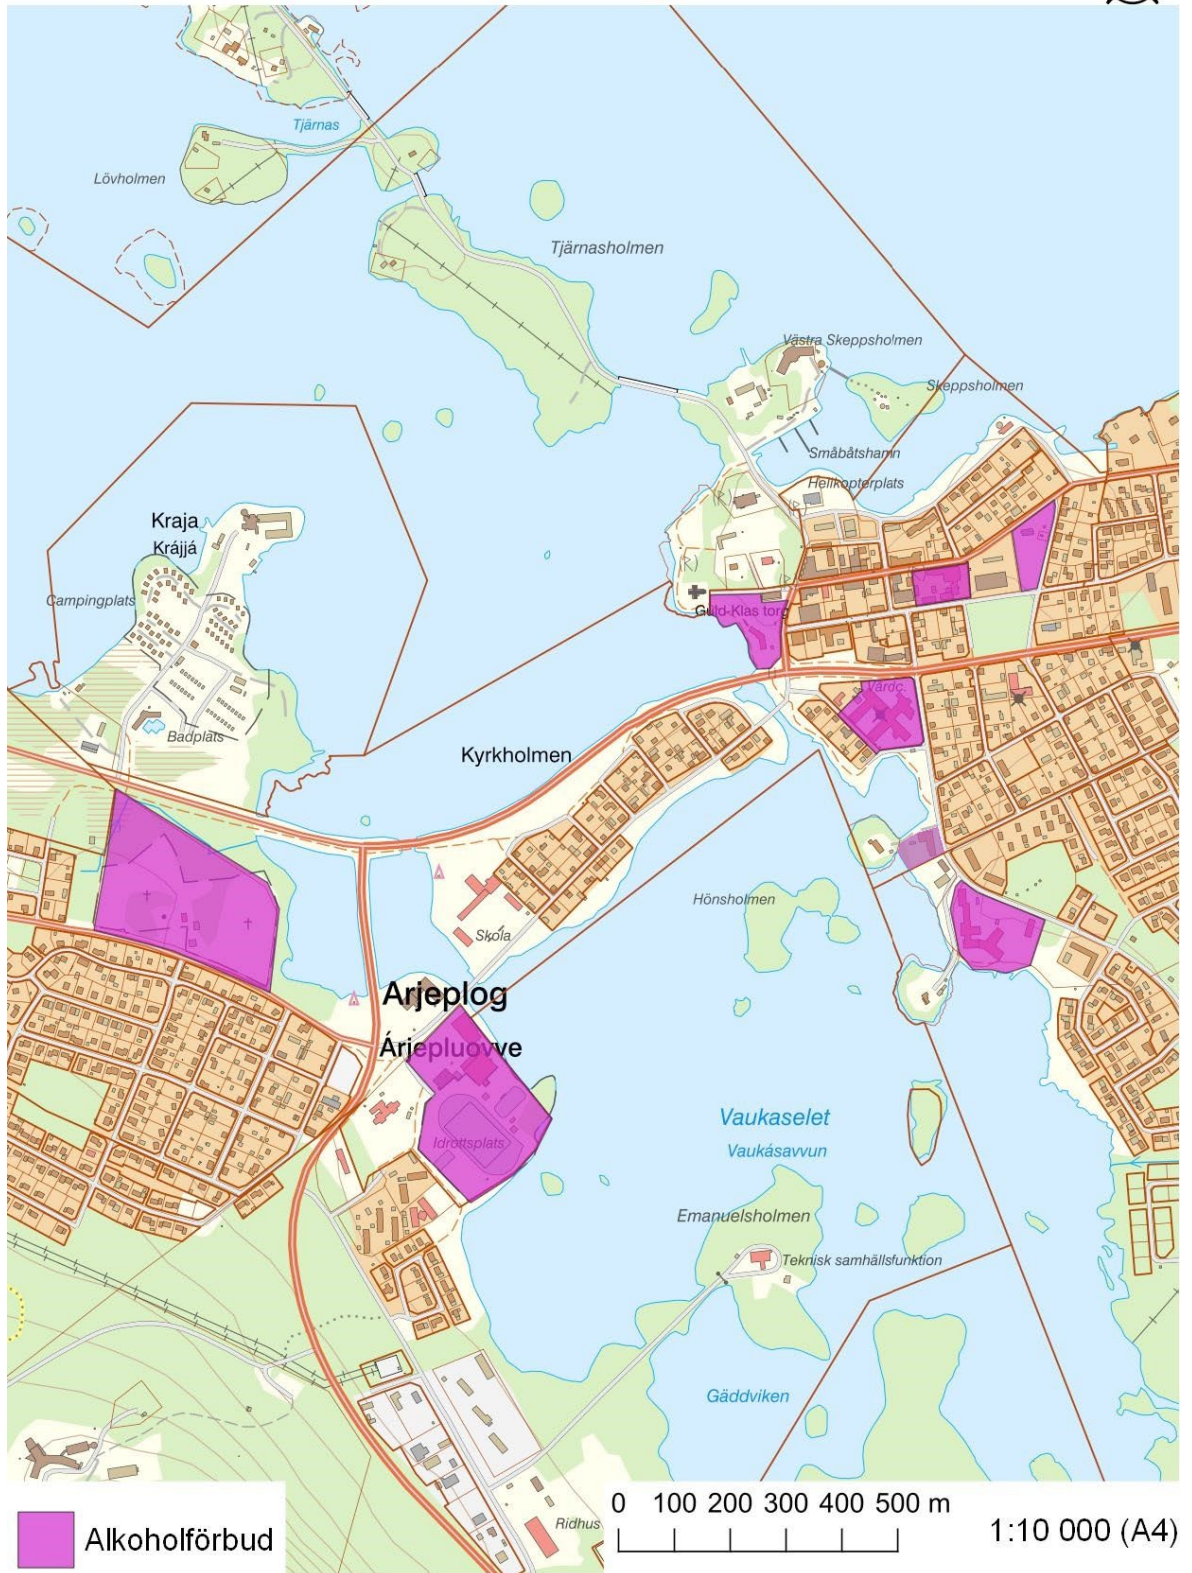 Tjärnas
Lövholmen
Tjärnasholmen
Västra Skeppsholmen
Skeppsholmen
Småbåtshamn
Helikopterplats
Kraja
Krájjá
Campingplats
Guld-Klas torg
Vårdc.
Badplats
Kyrkholmen
Hönsholmen
Skola
Arjeplog
Árjepluovve
Idrottsplats
Vaukaselet
Vaukásavvun
Emanuelsholmen
Teknisk samhällsfunktion
Gäddviken
Ridhus
Alkoholförbud
0 100 200 300 400 500 m
1:10 000 (A4)